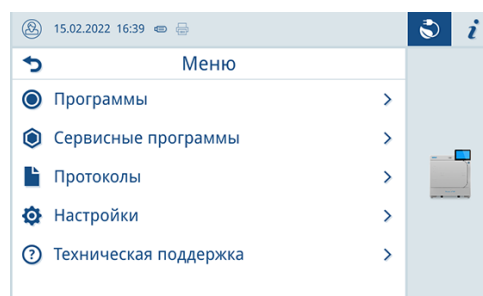 15.02.2022 16:39
i
Меню
Программы
Сервисные программы
Протоколы
Настройки
? Техническая поддержка